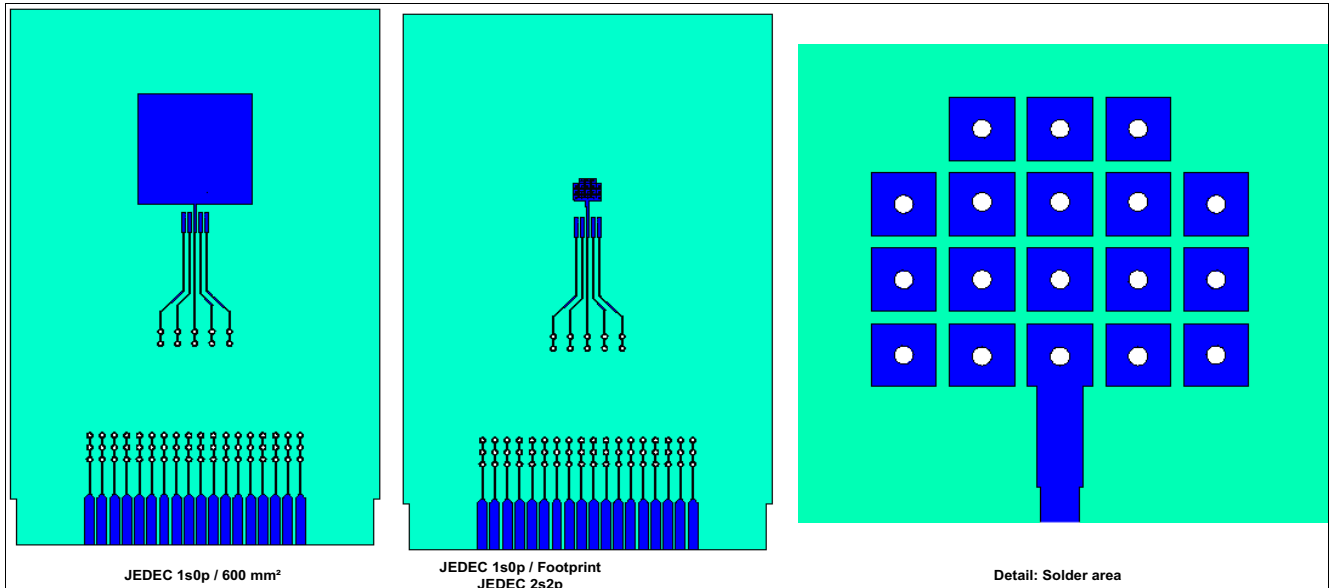 JEDEC 1s0p / 600 mm²
JEDEC 1s0p / Footprint
JEDEC 2s2p
Detail: Solder area